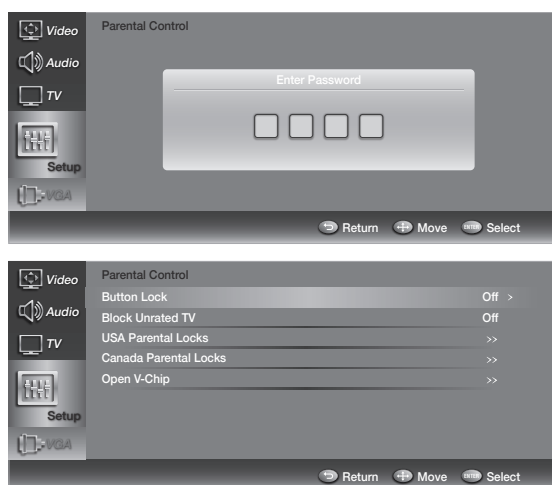 Video
Audio
TV
Setup
VGA
Parental Control
Enter Password
Return
Move
ENTER Select
Video
Audio
TV
Setup
VGA
Parental Control
Button Lock Off >
Block Unrated TV Off
USA Parental Locks >>
Canada Parental Locks >>
Open V-Chip >>
Return
Move
ENTER Select